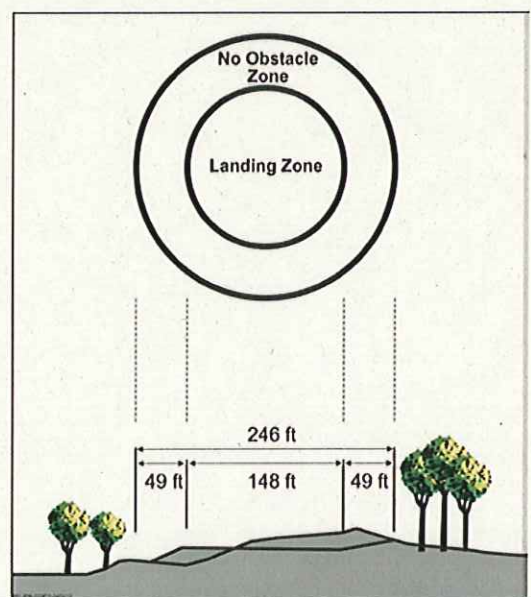 No Obstacle
Zone
Landing Zone
246 ft
49 ft 148 ft 49 ft